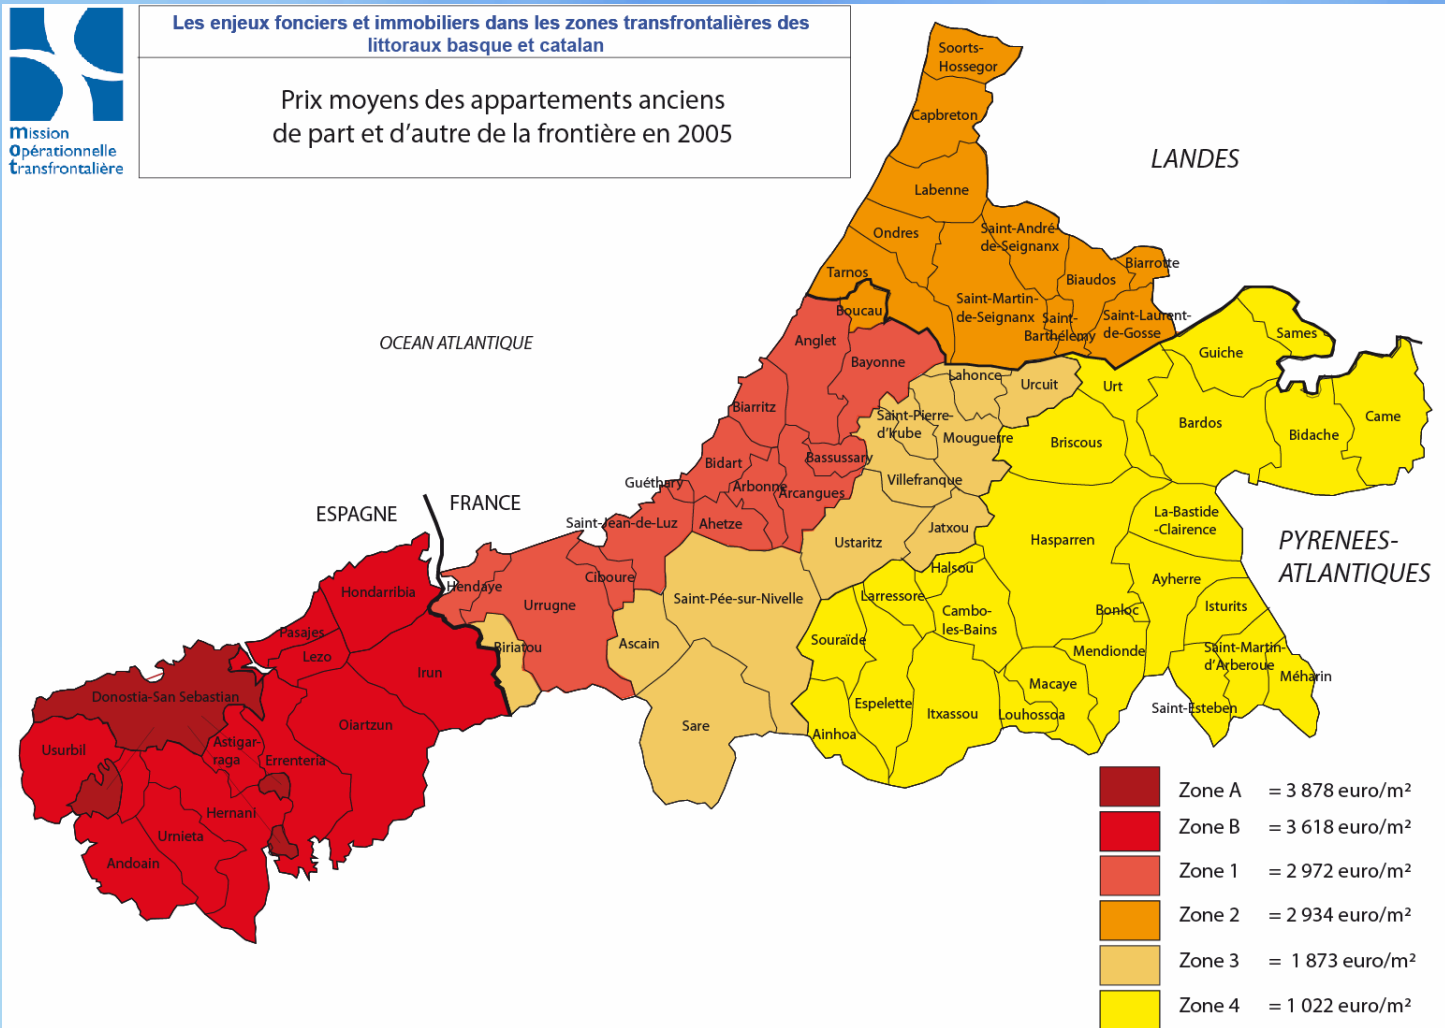 mission
opérationnelle
transfrontalière
Les enjeux fonciers et immobiliers dans les zones transfrontalières des
littoraux basque et catalan
Prix moyens des appartements anciens
de part et d'autre de la frontière en 2005
Soorts-
Hossegor
Capbreton
LANDES
Labenne
Ondres
Saint-André-
de-Seignanx
Tarnos
Biaudos
Biarrotte
Boucau
Saint-Martin-
de-Seignanx
Saint-
Barthélemy
Saint-Laurent-
de-Gosse
OCEAN ATLANTIQUE
Anglet
Bayonne
Guiche
Sames
Lahonce
Urcuit
Urt
Biarritz
Saint-Pierre-
d'Irube
Mouguerre
Briscous
Bardos
Bidache
Came
Bidart
Bassussary
Guéthary
Arbonne
Arcangues
Villefranque
FRANCE
ESPAGNE
Saint-Jean-de-Luz
Ahetze
Ustaritz
Jatxou
Hasparren
La-Bastide
-Clairence
PYRENEES-
ATLANTIQUES
Hondarribia
Hendaye
Urrugne
Ciboure
Saint-Pée-sur-Nivelle
Larressore
Halsou
Cambo-
les-Bains
Bonloc
Ayherre
Isturits
Pasajes
Lezo
Irun
Biriatou
Ascain
Souraïde
Mendionde
Saint-Martin-
d'Arberoue
Méharin
Donostia-San Sebastian
Oiartzun
Sare
Espelette
Itxassou
Macaye
Louhossoa
Saint-Esteben
Ainhoa
Usurbil
Astigar-
raga
Errenteria
Hernani
Urnieta
Andoain
Zone A = 3 878 euro/m²
Zone B = 3 618 euro/m²
Zone 1 = 2 972 euro/m²
Zone 2 = 2 934 euro/m²
Zone 3 = 1 873 euro/m²
Zone 4 = 1 022 euro/m²